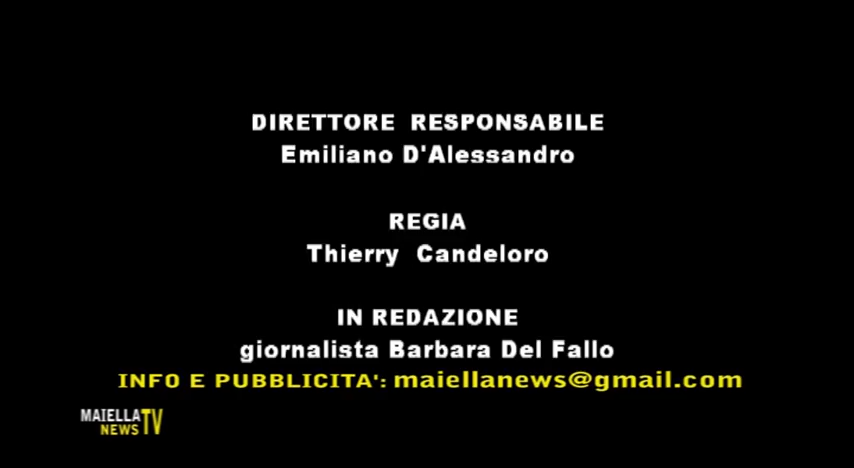 DIRETTORE RESPONSABILE
Emiliano D'Alessandro
REGIA
Thierry Candeloro
IN REDAZIONE
giornalista Barbara Del Fallo
INFO E PUBBLICITA': maiellanews@gmail.com
MAIELLA
NEWS TV